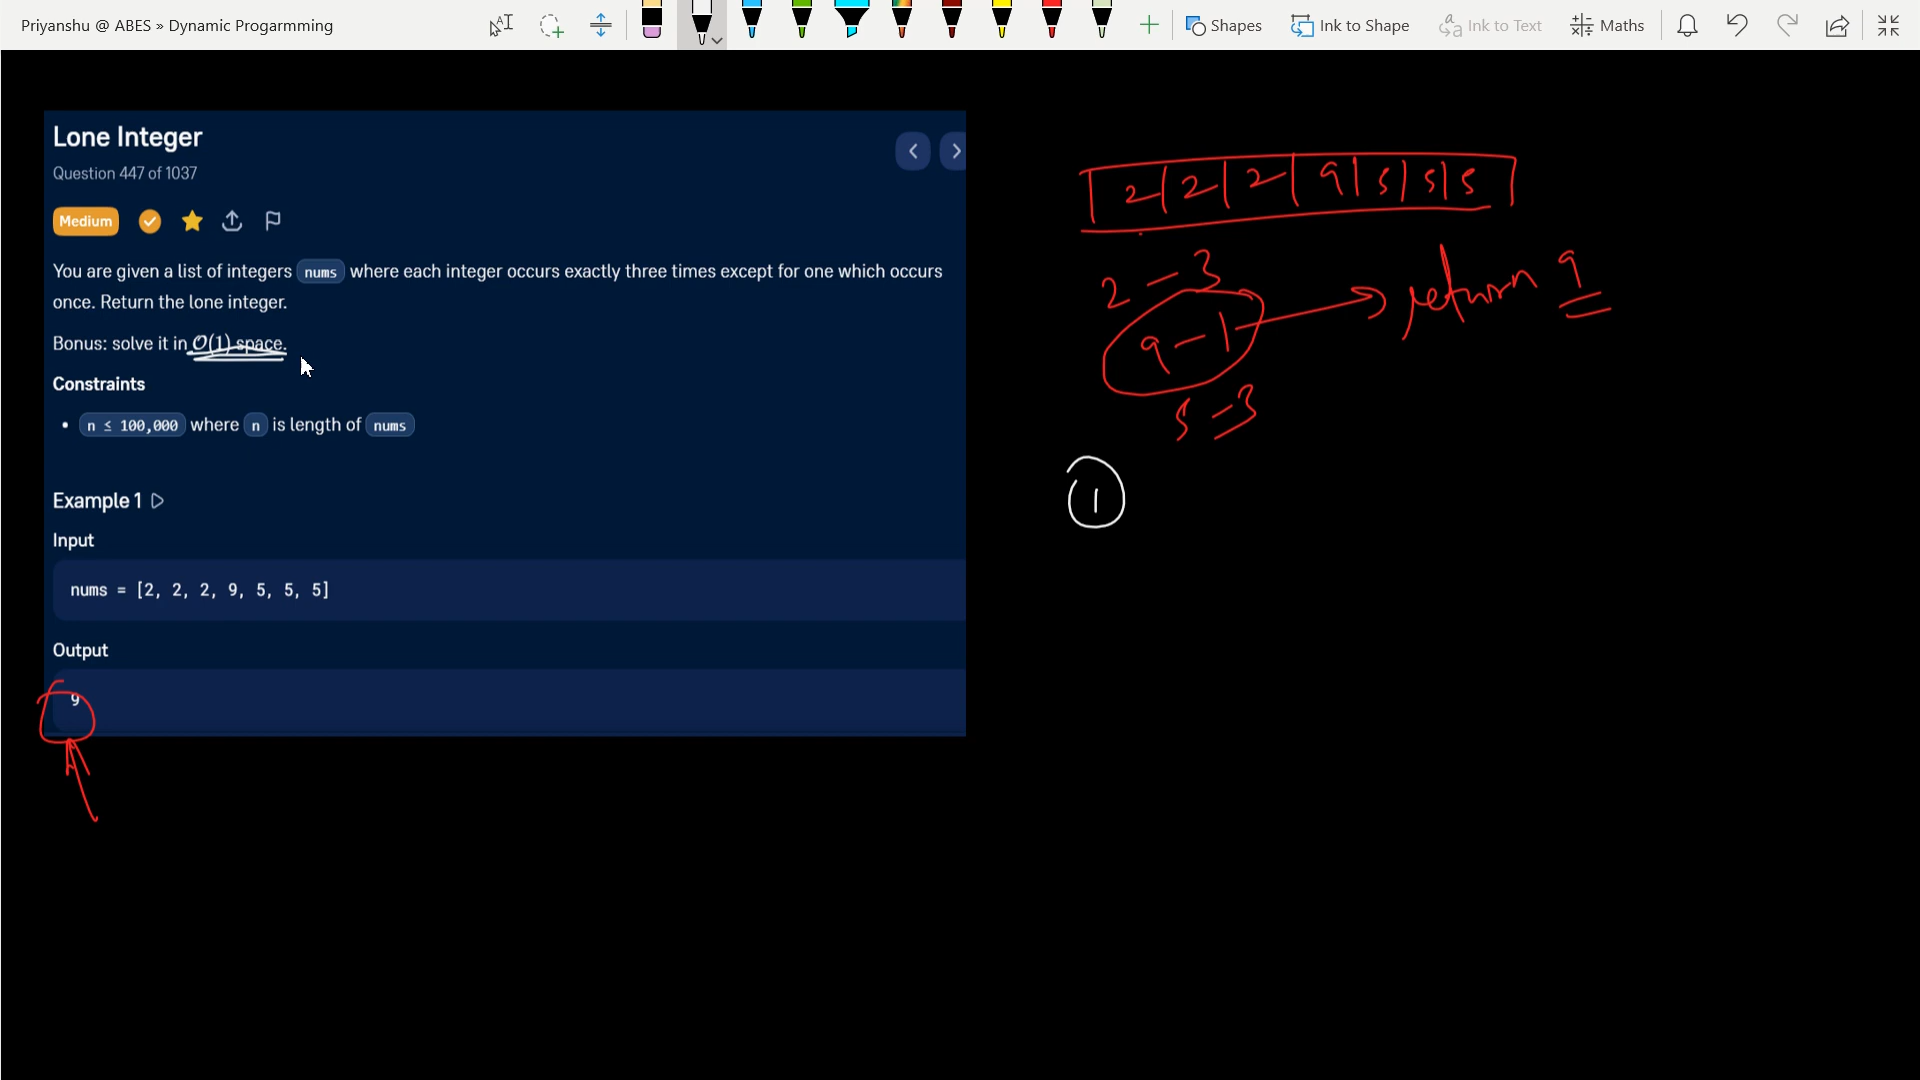 Priyanshu @ ABES » Dynamic Progarmming
Shapes
Ink to Shape
Ink to Text
Maths
Lone Integer
Question 447 of 1037
Medium
You are given a list of integers nums where each integer occurs exactly three times except for one which occurs
once. Return the lone integer.
Bonus: solve it in O(1) space.
Constraints
• n ≤ 100,000 where n is length of nums
Example 1
Input
nums = [2, 2, 2, 9, 5, 5, 5]
Output
9
2 | 2 | 2 | 9 | 5 | 5 | 5
2 - 3
9 - 1 → return 9
5 - 3
1